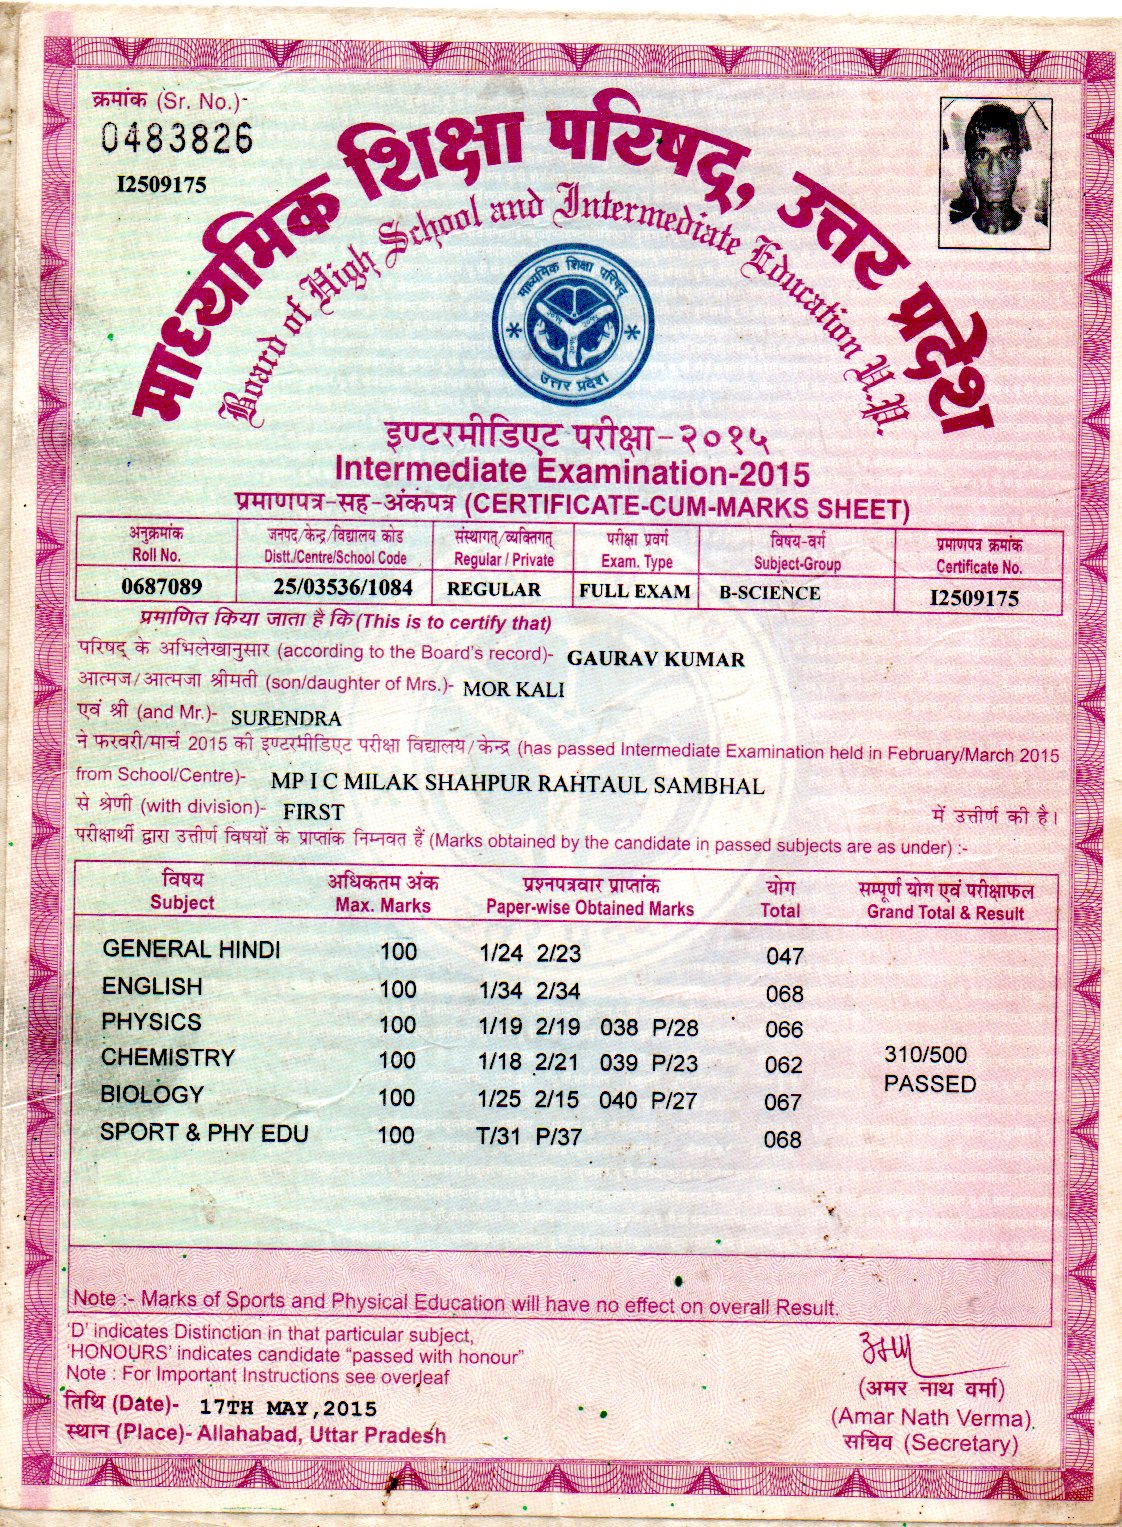 क्रमांक (Sr. No.)-
0483826
I2509175
माध्यमिक शिक्षा परिषद्, उत्तर प्रदेश
Board of High School and Intermediate Education U.P.
माध्यमिक शिक्षा परिषद्
उत्तर प्रदेश
इण्टरमीडिएट परीक्षा-२०१५
Intermediate Examination-2015
प्रमाणपत्र-सह-अंकपत्र (CERTIFICATE-CUM-MARKS SHEET)
अनुक्रमांक जनपद/केन्द्र/विद्यालय कोड संस्थागत्/व्यक्तिगत् परीक्षा प्रवर्ग विषय-वर्ग प्रमाणपत्र क्रमांक
Roll No. Distt./Centre/School Code Regular / Private Exam. Type Subject-Group Certificate No.
0687089 25/03536/1084 REGULAR FULL EXAM B-SCIENCE I2509175
प्रमाणित किया जाता है कि (This is to certify that)
परिषद् के अभिलेखानुसार (according to the Board's record)- GAURAV KUMAR
आत्मज/आत्मजा श्रीमती (son/daughter of Mrs.)- MOR KALI
एवं श्री (and Mr.)- SURENDRA
ने फरवरी/मार्च 2015 की इण्टरमीडिएट परीक्षा विद्यालय/केन्द्र (has passed Intermediate Examination held in February/March 2015
from School/Centre)- MP I C MILAK SHAHPUR RAHTAUL SAMBHAL
से श्रेणी (with division)- FIRST में उत्तीर्ण की है।
परीक्षार्थी द्वारा उत्तीर्ण विषयों के प्राप्तांक निम्नवत हैं (Marks obtained by the candidate in passed subjects are as under) :-
विषय अधिकतम अंक प्रश्नपत्रवार प्राप्तांक योग सम्पूर्ण योग एवं परीक्षाफल
Subject Max. Marks Paper-wise Obtained Marks Total Grand Total & Result
GENERAL HINDI 100 1/24 2/23 047
ENGLISH 100 1/34 2/34 068
PHYSICS 100 1/19 2/19 038 P/28 066
CHEMISTRY 100 1/18 2/21 039 P/23 062 310/500
BIOLOGY 100 1/25 2/15 040 P/27 067 PASSED
SPORT & PHY EDU 100 T/31 P/37 068
Note :- Marks of Sports and Physical Education will have no effect on overall Result.
'D' indicates Distinction in that particular subject,
'HONOURS' indicates candidate "passed with honour"
Note : For Important Instructions see overleaf
तिथि (Date)- 17TH MAY,2015
स्थान (Place)- Allahabad, Uttar Pradesh
(अमर नाथ वर्मा)
(Amar Nath Verma)
सचिव (Secretary)